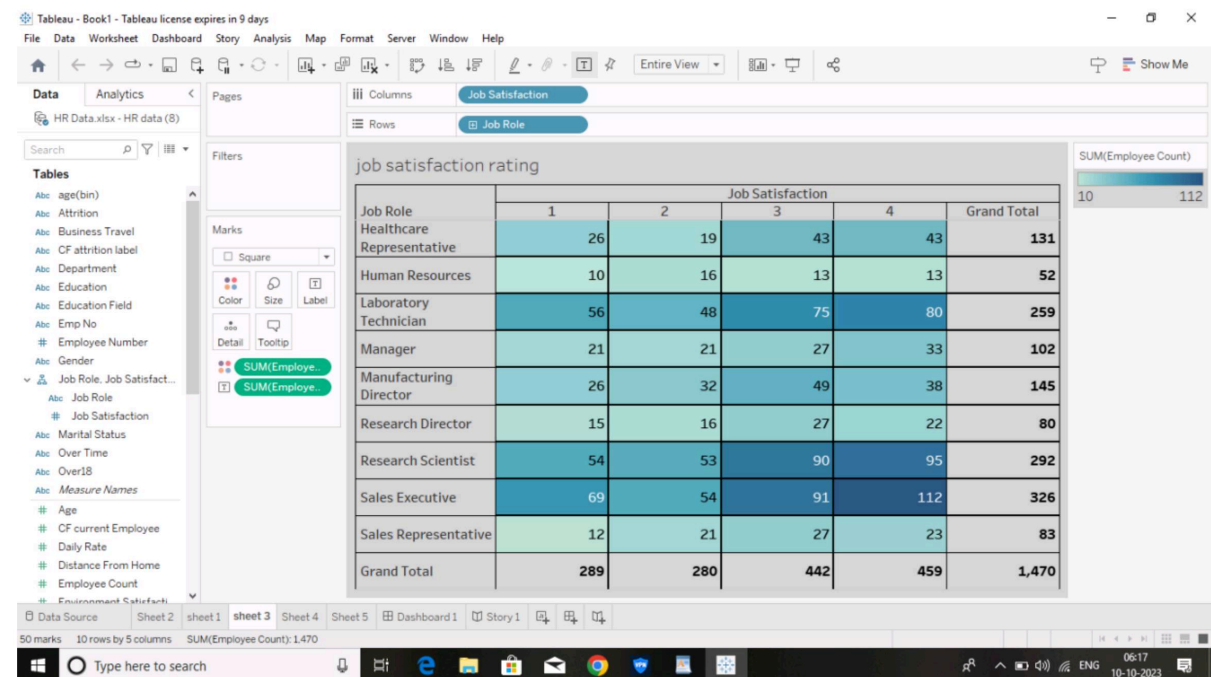 Tableau - Book1 - Tableau license expires in 9 days
File Data Worksheet Dashboard Story Analysis Map Format Server Window Help
Entire View
Show Me
Data Analytics
HR Data.xlsx - HR data (8)
Search
Tables
Abc age(bin)
Abc Attrition
Abc Business Travel
Abc CF attrition label
Abc Department
Abc Education
Abc Education Field
Abc Emp No
# Employee Number
Abc Gender
Job Role, Job Satisfact...
Abc Job Role
# Job Satisfaction
Abc Marital Status
Abc Over Time
Abc Over18
Abc Measure Names
# Age
# CF current Employee
# Daily Rate
# Distance From Home
# Employee Count
# Environment Satisfacti
Pages
Filters
Marks
Square
Color Size Label
Detail Tooltip
SUM(Employe..
T SUM(Employe..
Columns Job Satisfaction
Rows Job Role
job satisfaction rating
Job Satisfaction
Job Role 1 2 3 4 Grand Total
Healthcare
Representative 26 19 43 43 131
Human Resources 10 16 13 13 52
Laboratory
Technician 56 48 75 80 259
Manager 21 21 27 33 102
Manufacturing
Director 26 32 49 38 145
Research Director 15 16 27 22 80
Research Scientist 54 53 90 95 292
Sales Executive 69 54 91 112 326
Sales Representative 12 21 27 23 83
Grand Total 289 280 442 459 1,470
SUM(Employee Count)
10 112
Data Source Sheet 2 sheet 1 sheet 3 Sheet 4 Sheet 5 Dashboard 1 Story 1
50 marks 10 rows by 5 columns SUM(Employee Count): 1,470
Type here to search
ENG
06:17
10-10-2023